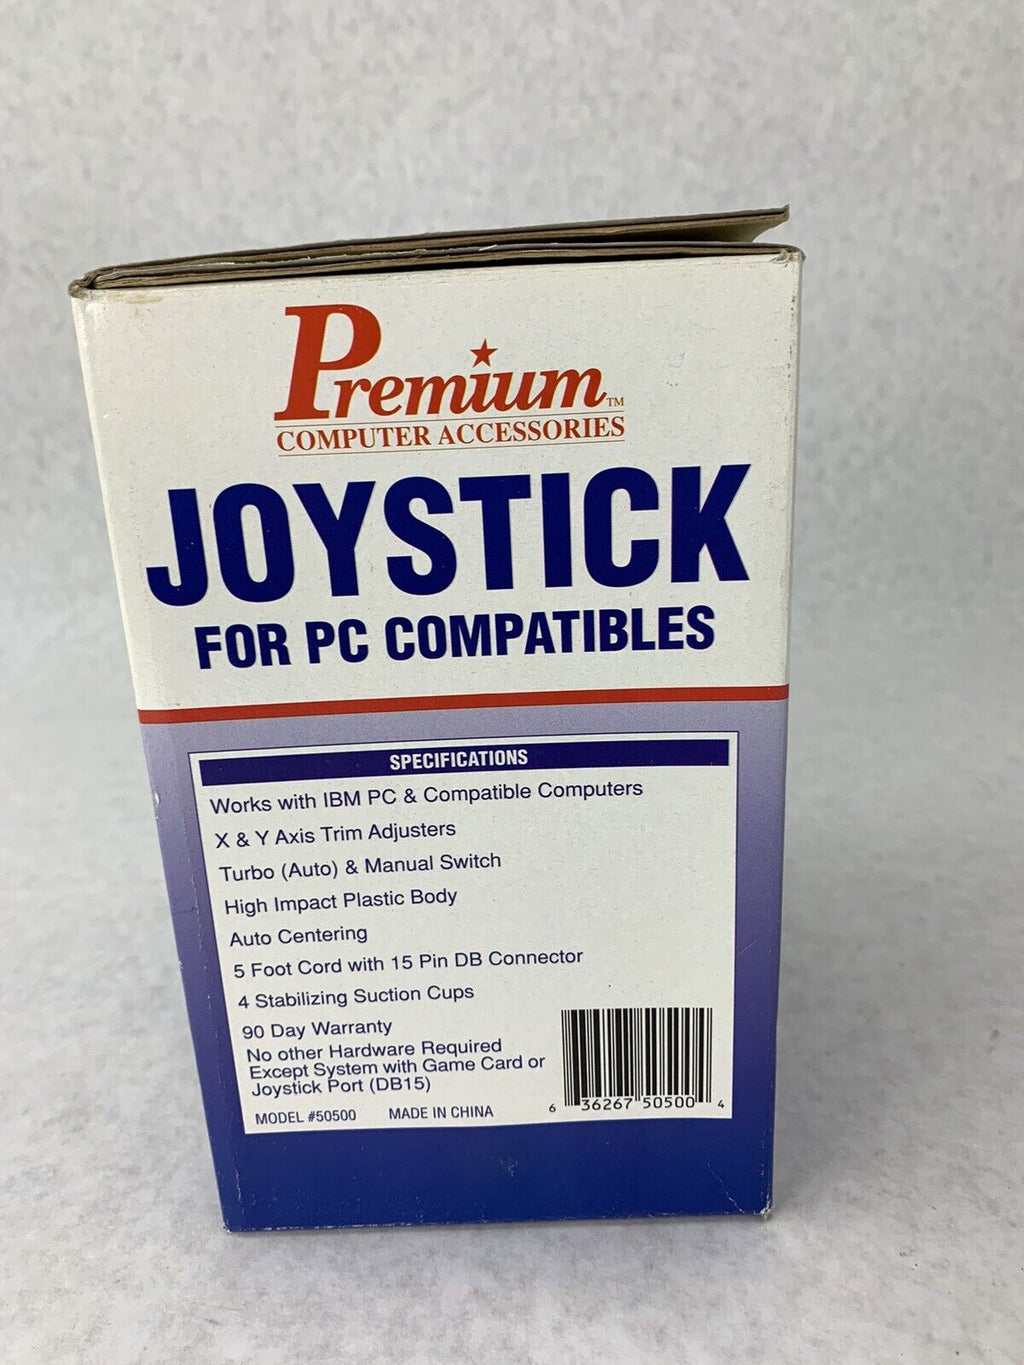 Premium™
COMPUTER ACCESSORIES
JOYSTICK
FOR PC COMPATIBLES
SPECIFICATIONS
Works with IBM PC & Compatible Computers
X & Y Axis Trim Adjusters
Turbo (Auto) & Manual Switch
High Impact Plastic Body
Auto Centering
5 Foot Cord with 15 Pin DB Connector
4 Stabilizing Suction Cups
90 Day Warranty
No other Hardware Required
Except System with Game Card or
Joystick Port (DB15)
MODEL #50500 MADE IN CHINA
6 36267 50500 4